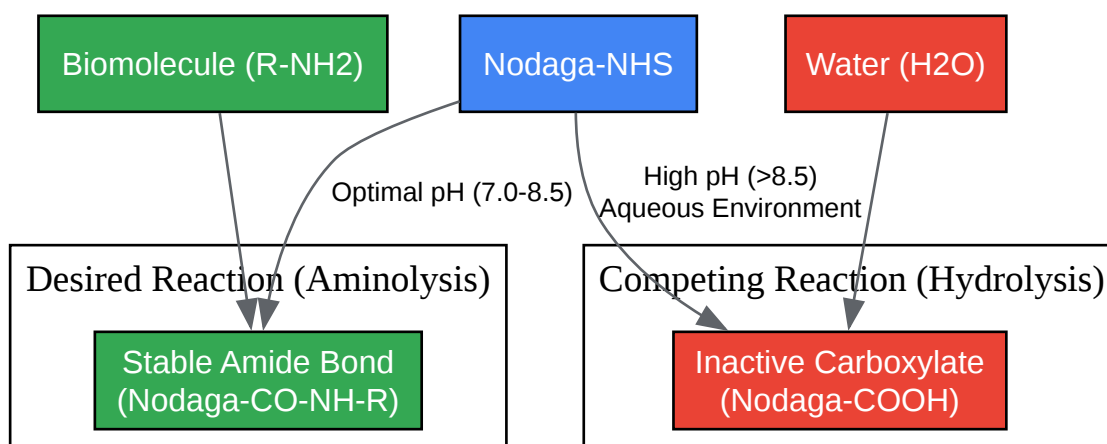 Biomolecule (R-NH2)
Nodaga-NHS
Water (H2O)
Optimal pH (7.0-8.5)
High pH (>8.5)
Aqueous Environment
Desired Reaction (Aminolysis)
Competing Reaction (Hydrolysis)
Stable Amide Bond
(Nodaga-CO-NH-R)
Inactive Carboxylate
(Nodaga-COOH)